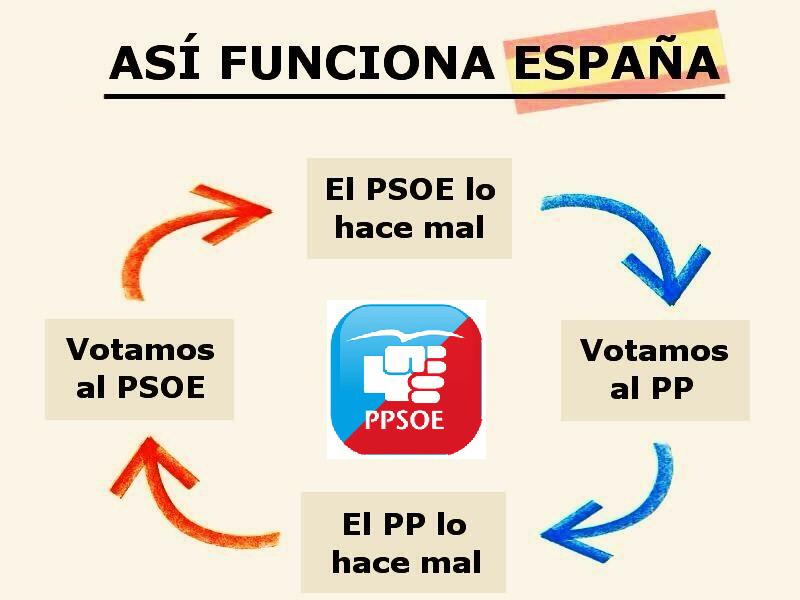 ASÍ FUNCIONA ESPAÑA
El PSOE lo
hace mal
Votamos
al PP
El PP lo
hace mal
Votamos
al PSOE
PPSOE